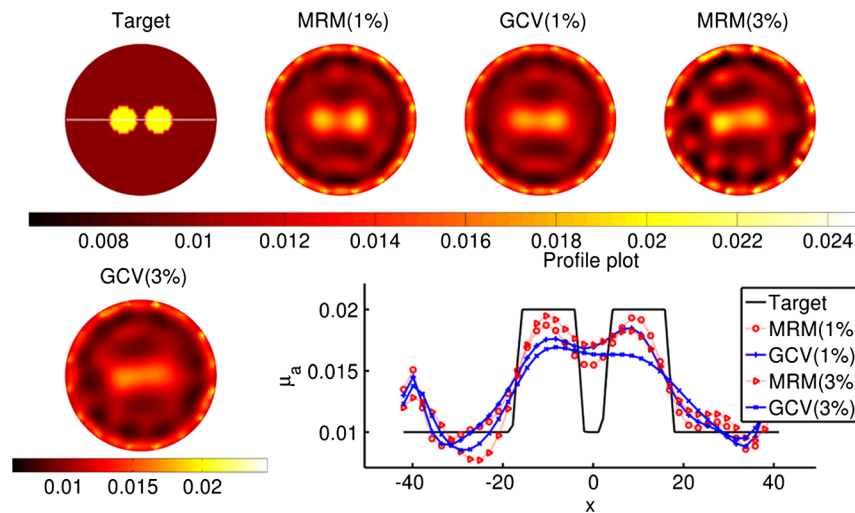 Target
MRM(1%)
GCV(1%)
MRM(3%)
0.008 0.01 0.012 0.014 0.016 0.018 0.02 0.022 0.024
GCV(3%)
0.01 0.015 0.02
Profile plot
0.02
0.015
0.01
μa
-40 -20 0 20 40
x
Target
MRM(1%
GCV(1%)
MRM(3%
GCV(3%)